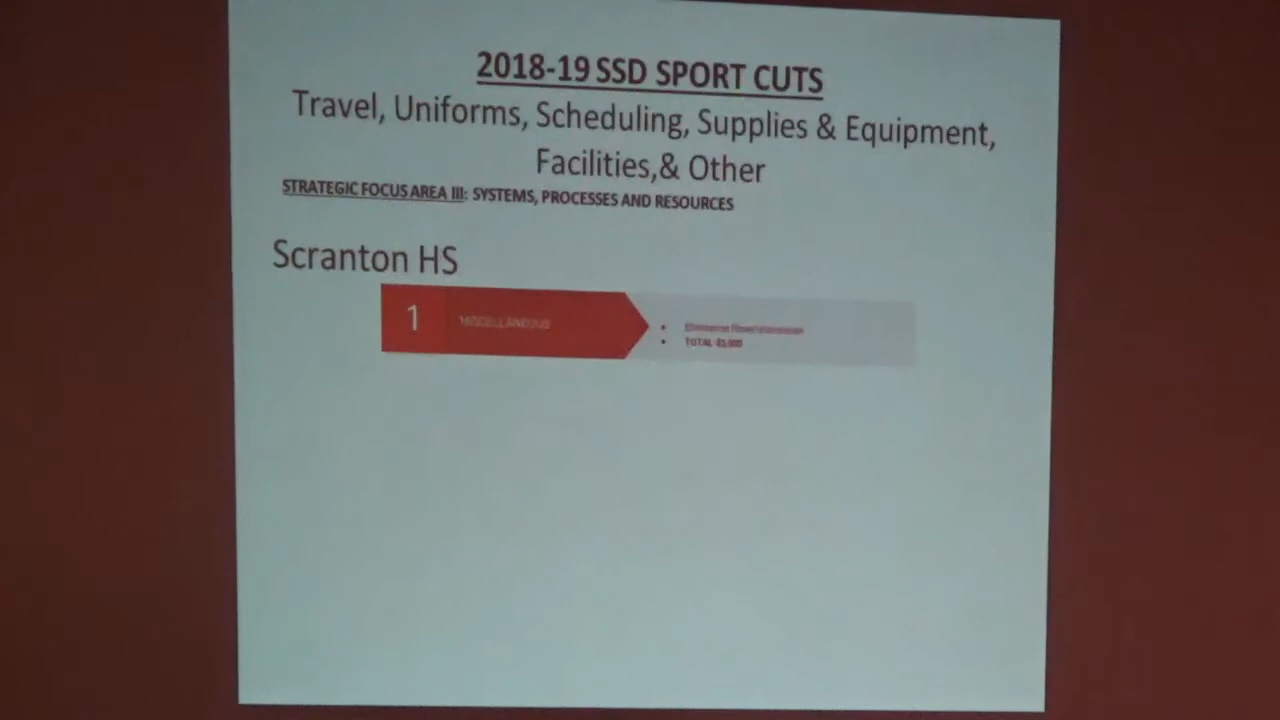 2018-19 SSD SPORT CUTS
Travel, Uniforms, Scheduling, Supplies & Equipment,
Facilities,& Other
STRATEGIC FOCUS AREA III: SYSTEMS, PROCESSES AND RESOURCES
Scranton HS
1
MISCELLANEOUS
TOTAL